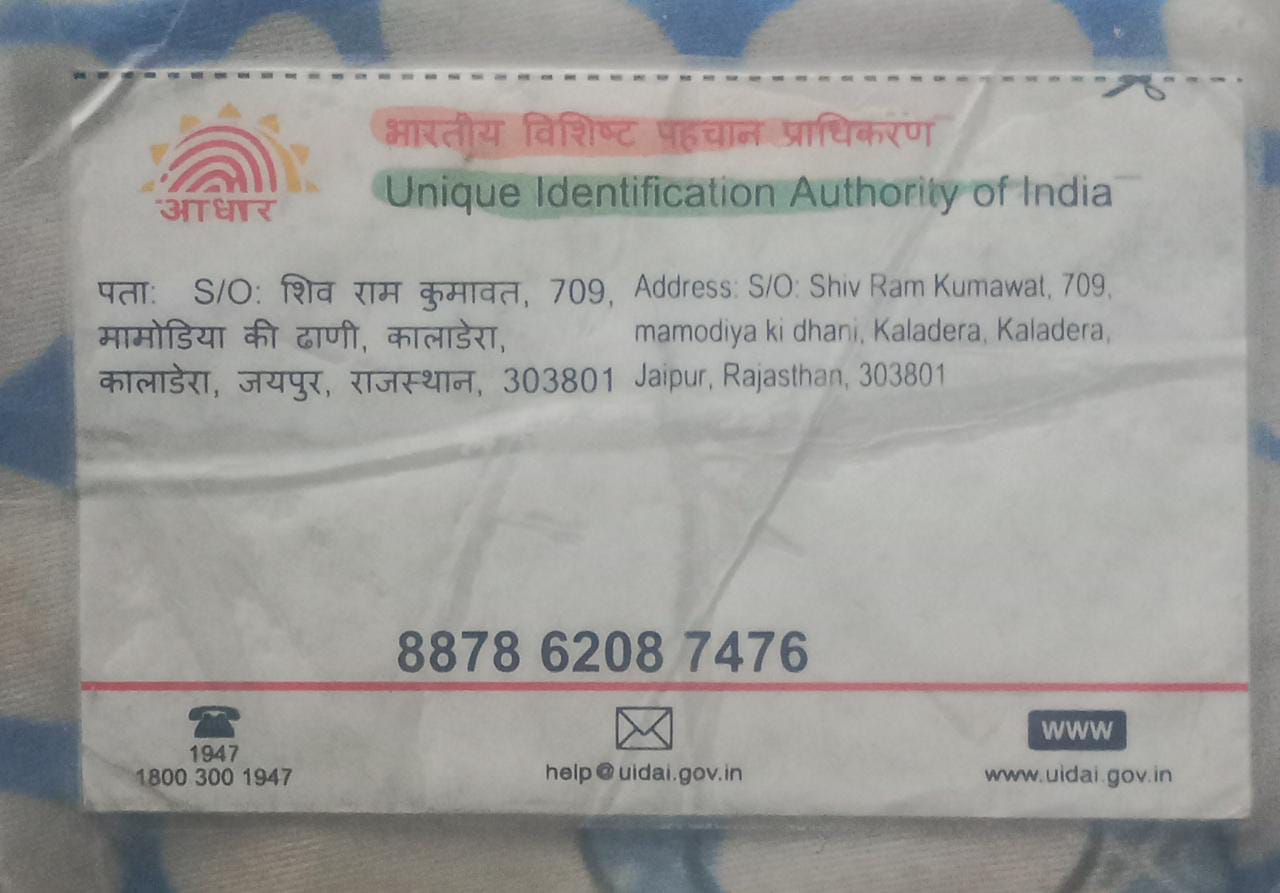 भारतीय विशिष्ट पहचान प्राधिकरण
आधार
Unique Identification Authority of India
पता: S/O: शिव राम कुमावत, 709,
मामोडिया की ढाणी, कालाडेरा,
कालाडेरा, जयपुर, राजस्थान, 303801
Address: S/O: Shiv Ram Kumawat, 709,
mamodiya ki dhani, Kaladera, Kaladera,
Jaipur, Rajasthan, 303801
8878 6208 7476
1947
1800 300 1947
help@uidai.gov.in
www
www.uidai.gov.in